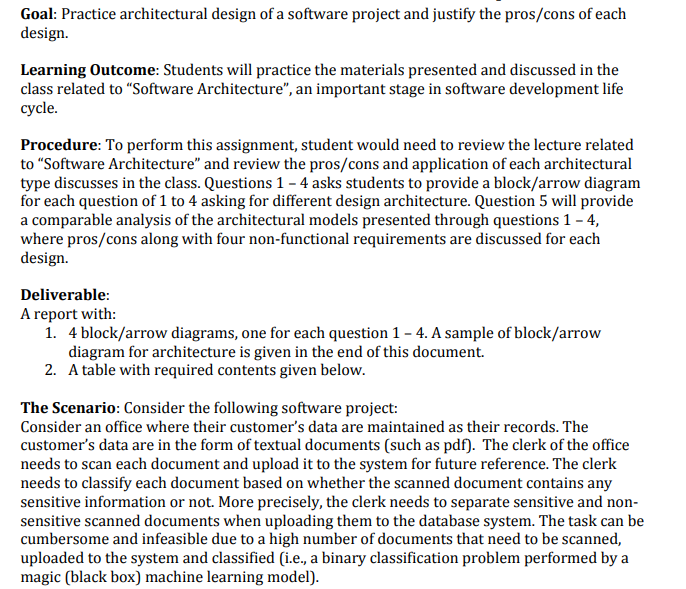 Goal: Practice architectural design of a software project and justify the pros/cons of each
design.
Learning Outcome: Students will practice the materials presented and discussed in the
class related to “Software Architecture”, an important stage in software development life
cycle.
Procedure: To perform this assignment, student would need to review the lecture related
to “Software Architecture” and review the pros/cons and application of each architectural
type discusses in the class. Questions 1 – 4 asks students to provide a block/arrow diagram
for each question of 1 to 4 asking for different design architecture. Question 5 will provide
a comparable analysis of the architectural models presented through questions 1 – 4,
where pros/cons along with four non-functional requirements are discussed for each
design.
Deliverable:
A report with:
1. 4 block/arrow diagrams, one for each question 1 – 4. A sample of block/arrow
diagram for architecture is given in the end of this document.
2. A table with required contents given below.
The Scenario: Consider the following software project:
Consider an office where their customer’s data are maintained as their records. The
customer’s data are in the form of textual documents (such as pdf). The clerk of the office
needs to scan each document and upload it to the system for future reference. The clerk
needs to classify each document based on whether the scanned document contains any
sensitive information or not. More precisely, the clerk needs to separate sensitive and non-
sensitive scanned documents when uploading them to the database system. The task can be
cumbersome and infeasible due to a high number of documents that need to be scanned,
uploaded to the system and classified (i.e., a binary classification problem performed by a
magic (black box) machine learning model).